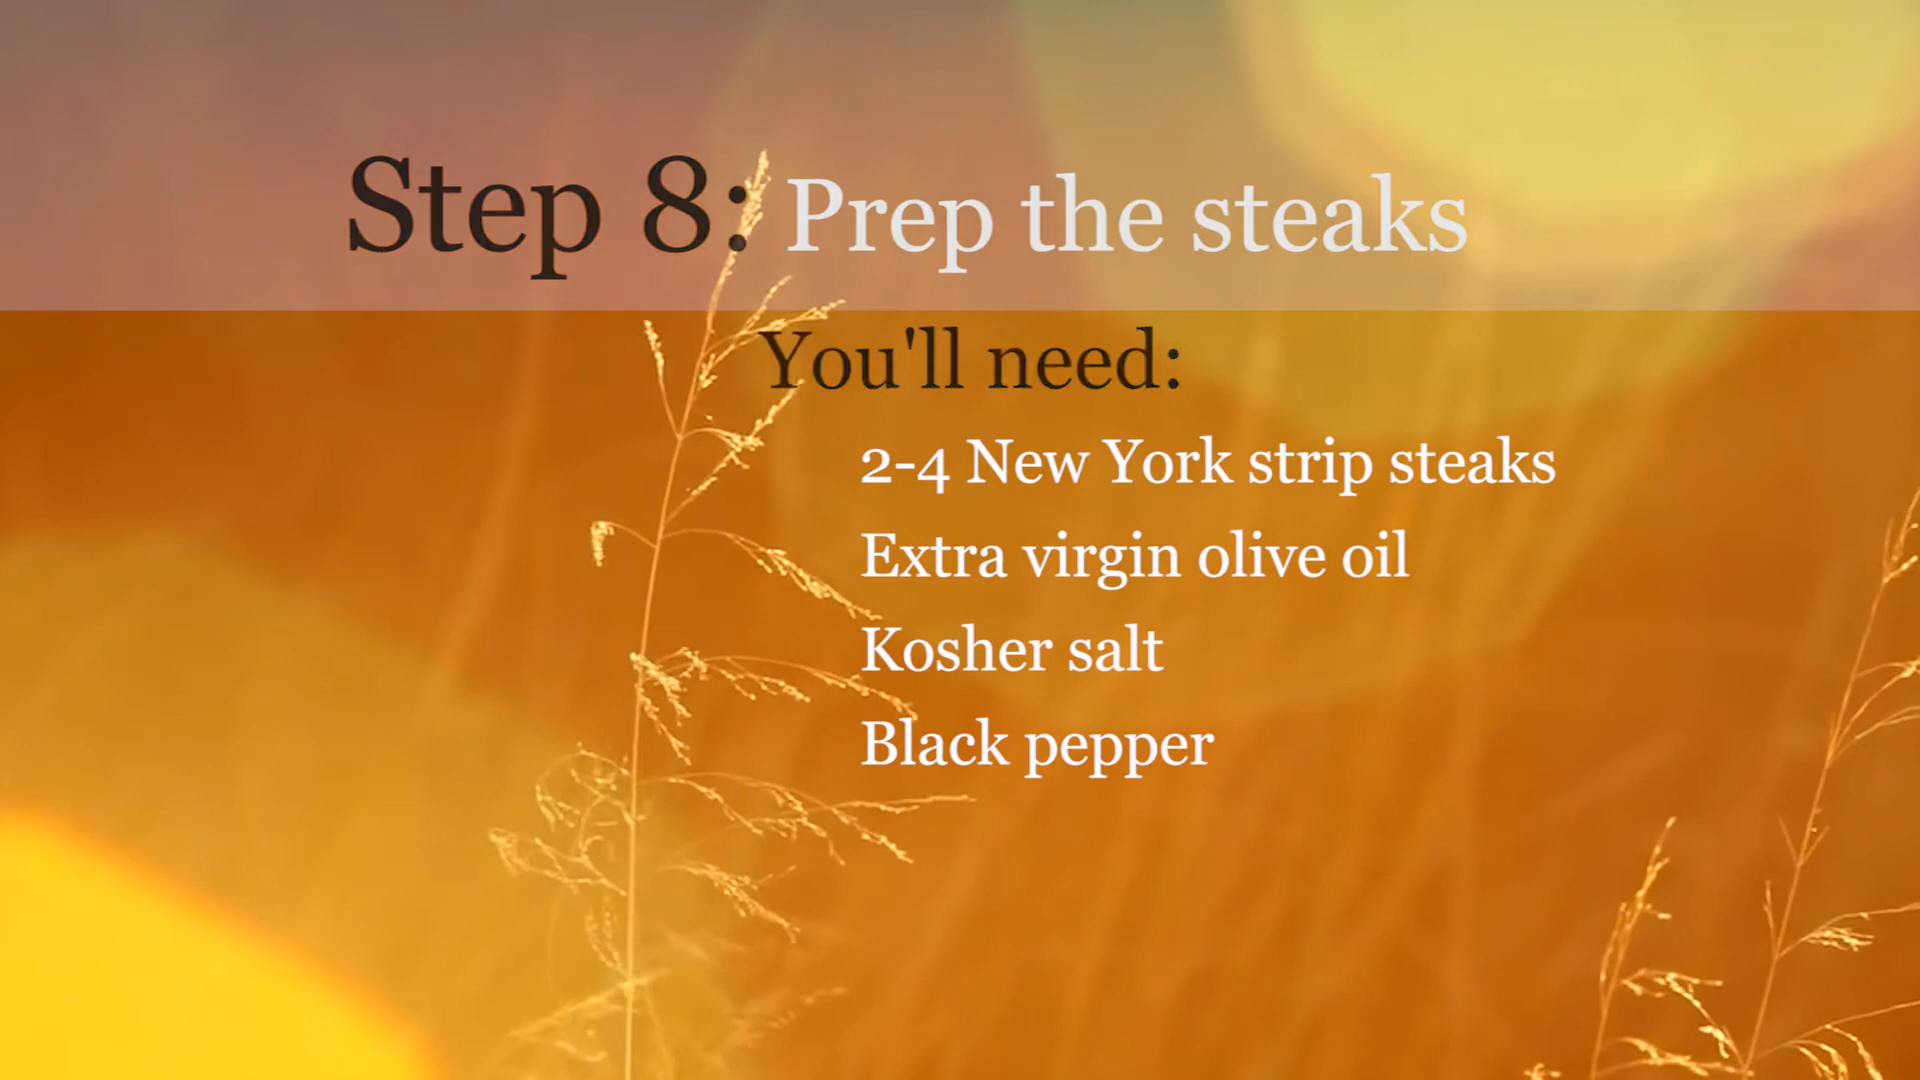 Step 8: Prep the steaks
You'll need:
2-4 New York strip steaks
Extra virgin olive oil
Kosher salt
Black pepper